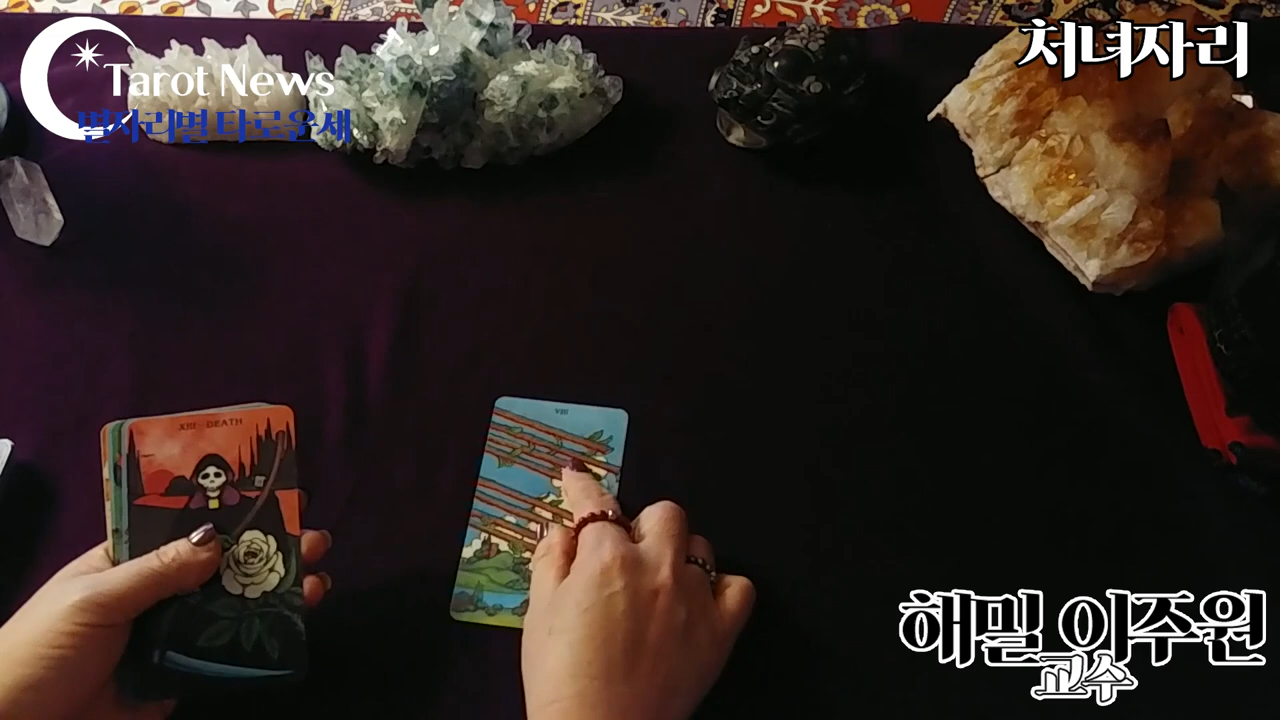 처녀자리
Tarot News
별자리별 타로운세
XIII - DEATH
VIII
해밀 이주원
교수